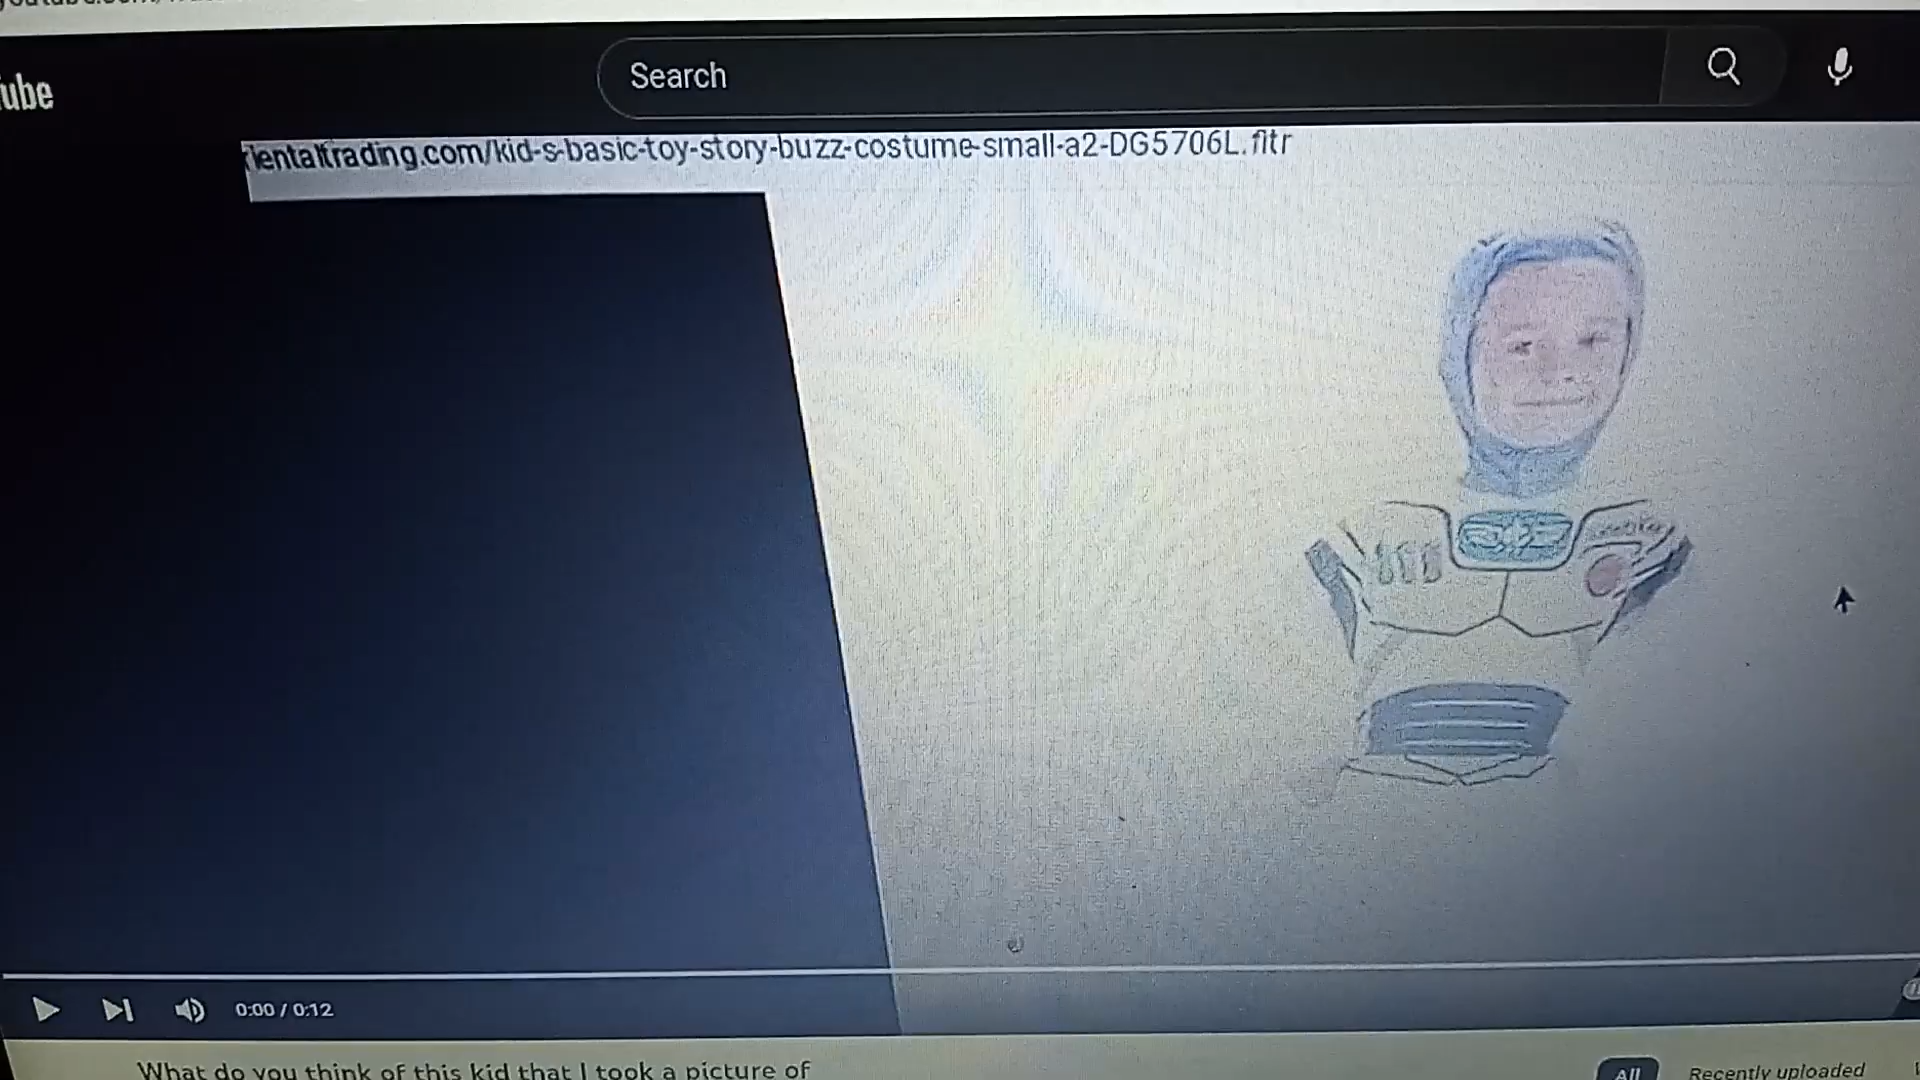 ube
Search
rientaltrading.com/kid-s-basic-toy-story-buzz-costume-small-a2-DG5706L.fltr
0:00 / 0:12
What do you think of this kid that I took a picture of
All
Recently uploaded